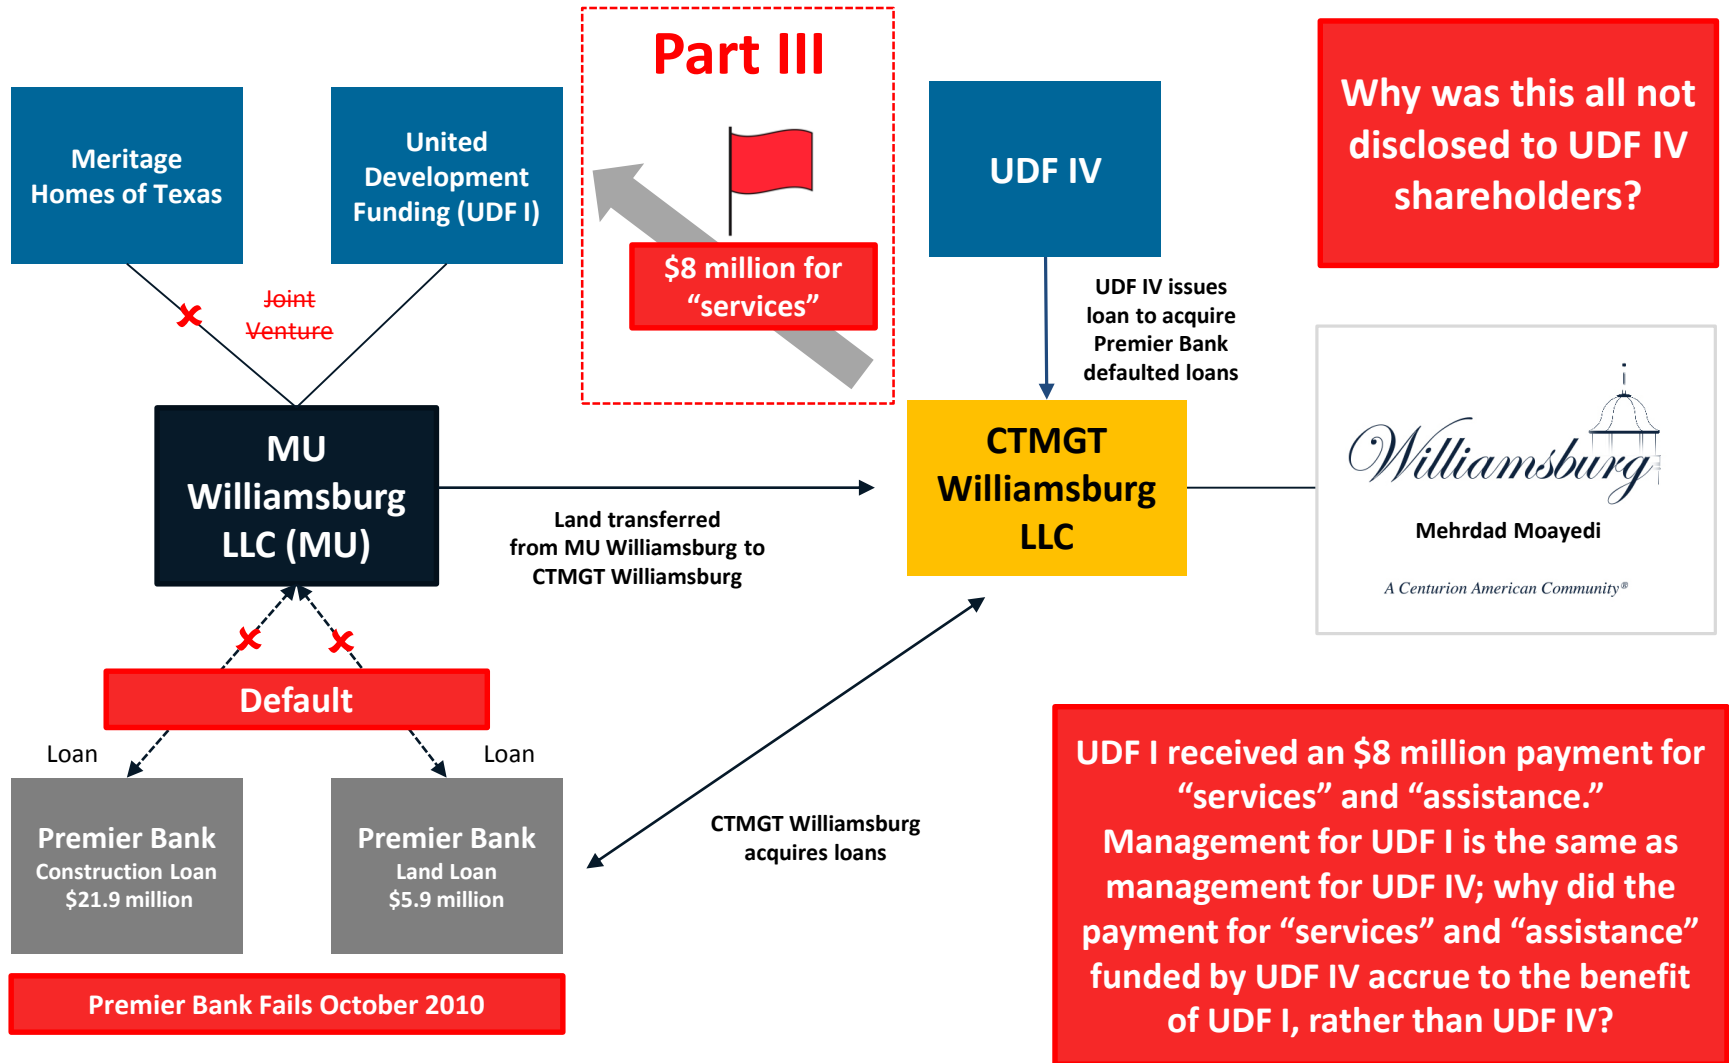 Part III
Meritage
Homes of Texas
United
Development
Funding (UDF I)
$8 million for
“services”
UDF IV
Why was this all not
disclosed to UDF IV
shareholders?
Joint
Venture
UDF IV issues
loan to acquire
Premier Bank
defaulted loans
MU
Williamsburg
LLC (MU)
Land transferred
from MU Williamsburg to
CTMGT Williamsburg
CTMGT
Williamsburg
LLC
Williamsburg
Mehrdad Moayedi
A Centurion American Community®
Default
Loan
Loan
Premier Bank
Construction Loan
$21.9 million
Premier Bank
Land Loan
$5.9 million
CTMGT Williamsburg
acquires loans
Premier Bank Fails October 2010
UDF I received an $8 million payment for
“services” and “assistance.”
Management for UDF I is the same as
management for UDF IV; why did the
payment for “services” and “assistance”
funded by UDF IV accrue to the benefit
of UDF I, rather than UDF IV?